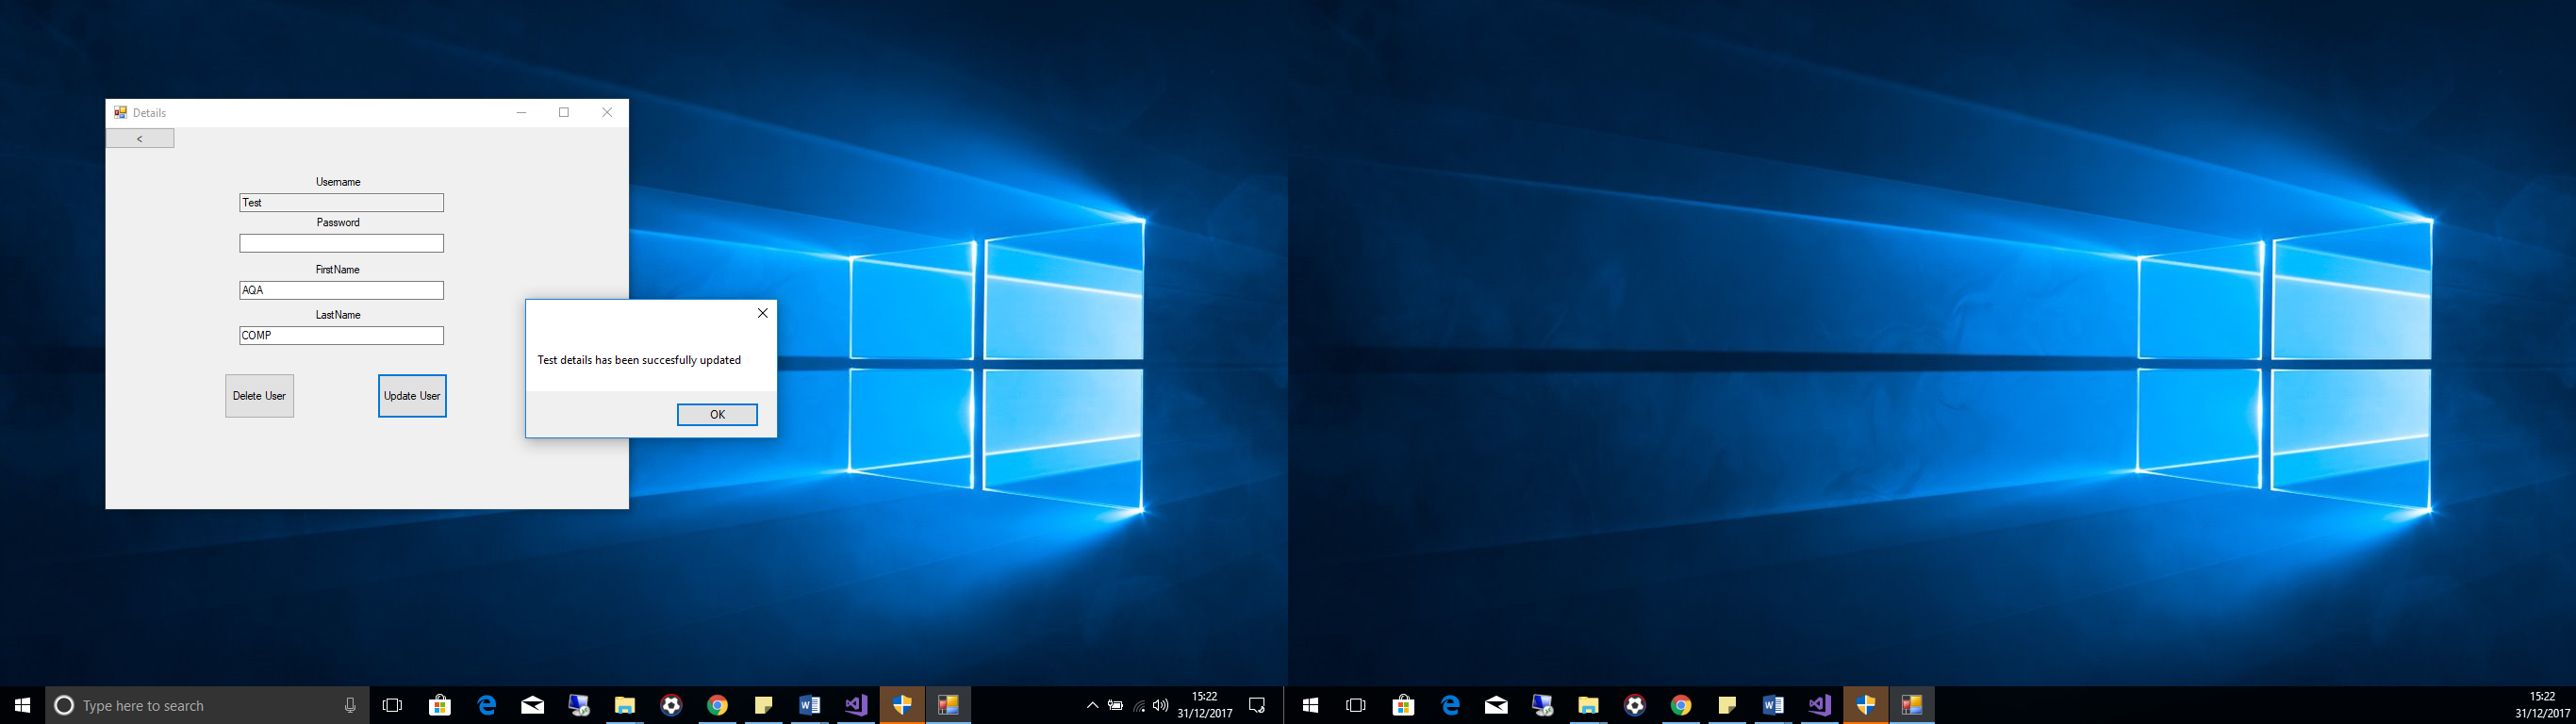 Details
<
Username
Test
Password
FirstName
AQA
LastName
COMP
Delete User
Update User
Test details has been succesfully updated
OK
Type here to search
15:22
31/12/2017
15:22
31/12/2017